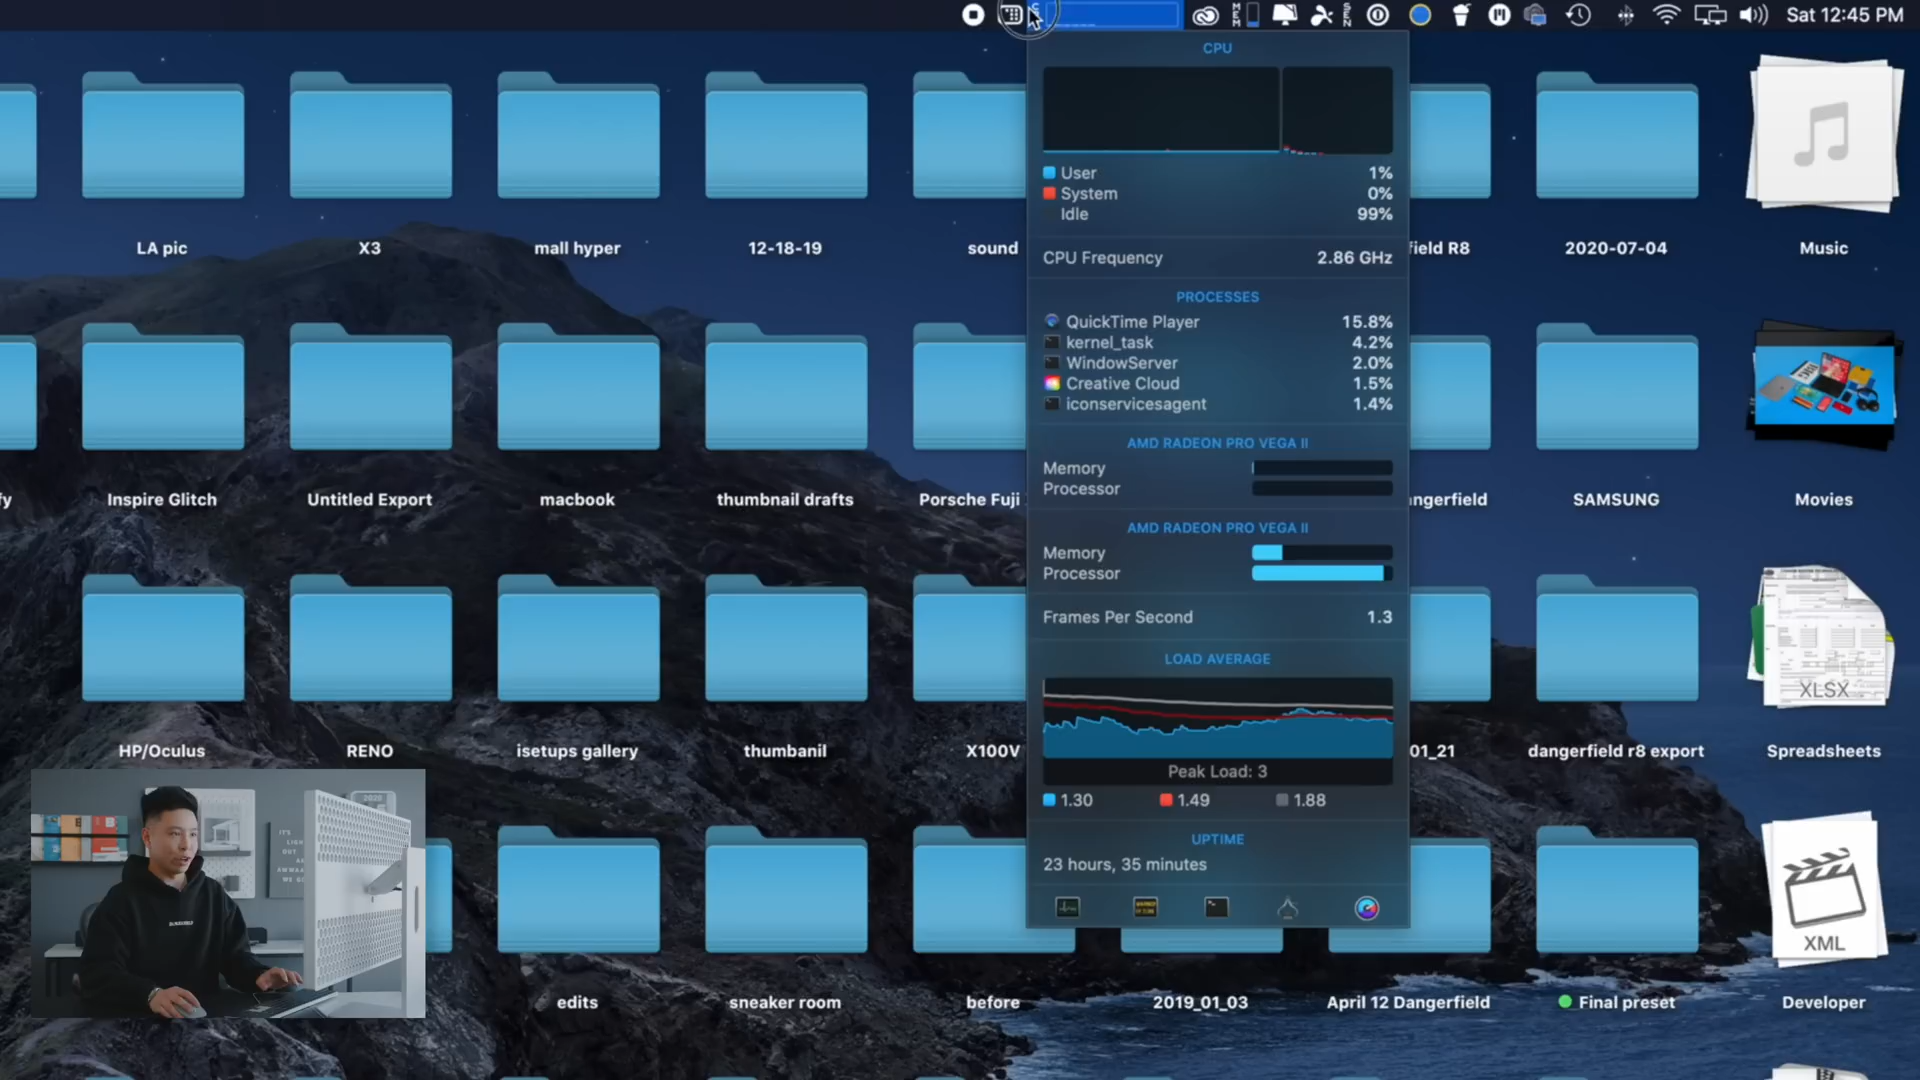 Sat 12:45 PM
MEM
SEN
CPU
User 1%
System 0%
Idle 99%
CPU Frequency 2.86 GHz
PROCESSES
QuickTime Player 15.8%
kernel_task 4.2%
WindowServer 2.0%
Creative Cloud 1.5%
iconservicesagent 1.4%
AMD RADEON PRO VEGA II
Memory
Processor
AMD RADEON PRO VEGA II
Memory
Processor
Frames Per Second 1.3
LOAD AVERAGE
Peak Load: 3
1.30 1.49 1.88
UPTIME
23 hours, 35 minutes
LA pic
X3
mall hyper
12-18-19
sound
field R8
2020-07-04
Music
fy
Inspire Glitch
Untitled Export
macbook
thumbnail drafts
Porsche Fuji
angerfield
SAMSUNG
Movies
HP/Oculus
RENO
isetups gallery
thumbanil
X100V
01_21
dangerfield r8 export
XLSX
Spreadsheets
edits
sneaker room
before
2019_01_03
April 12 Dangerfield
Final preset
XML
Developer